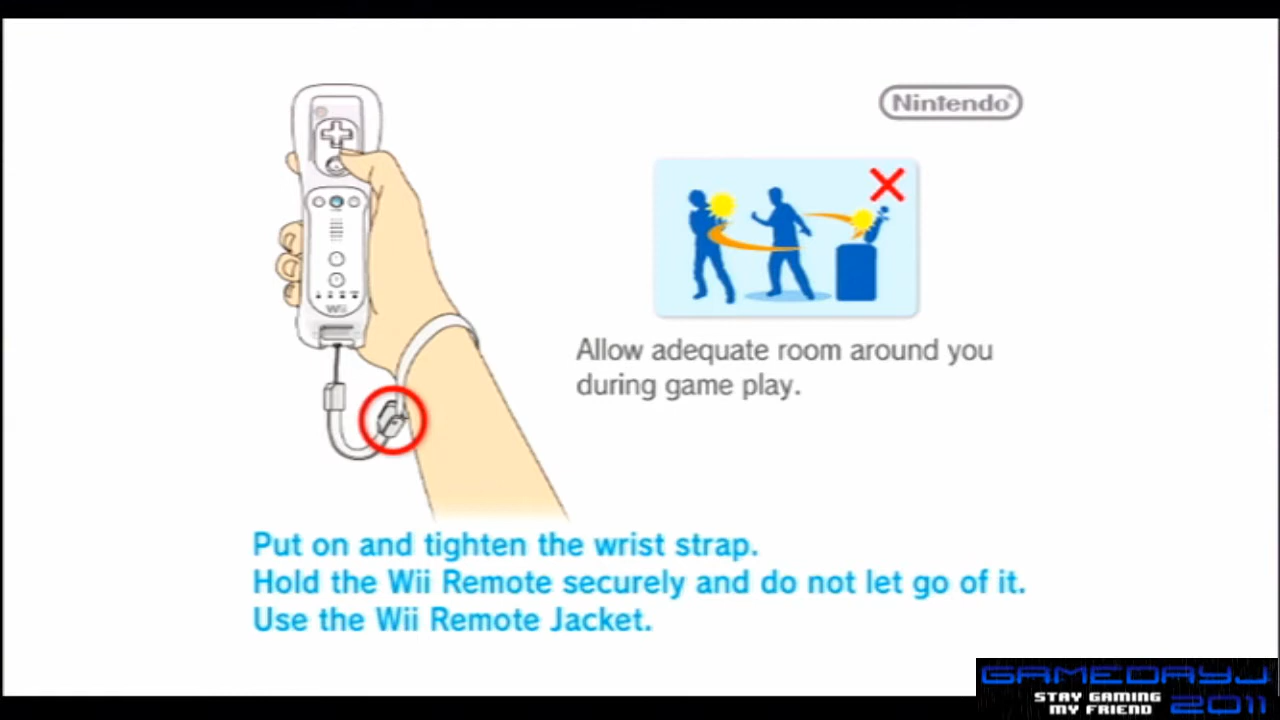 Nintendo®
Allow adequate room around you
during game play.
Wii
Put on and tighten the wrist strap.
Hold the Wii Remote securely and do not let go of it.
Use the Wii Remote Jacket.
GAMEDAYJ
STAY GAMING
MY FRIEND
2011